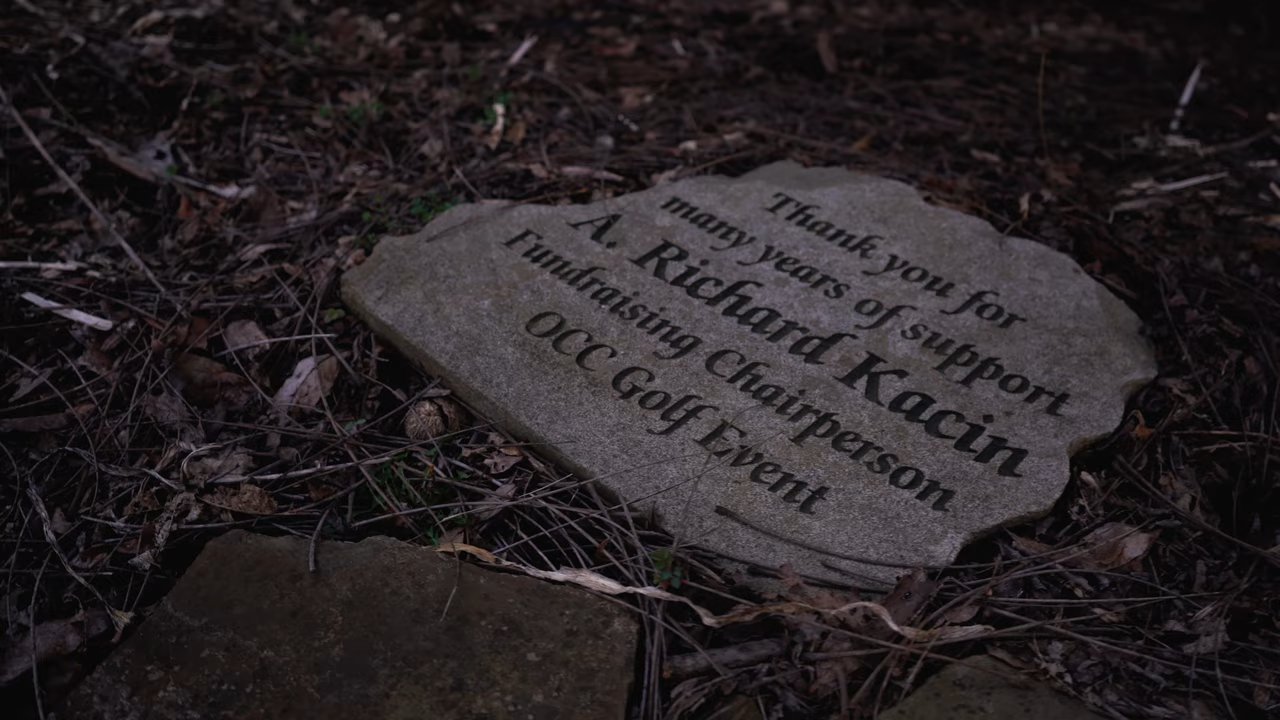 Thank you for
many years of support
A. Richard Kacin
Fundraising Chairperson
OCC Golf Event